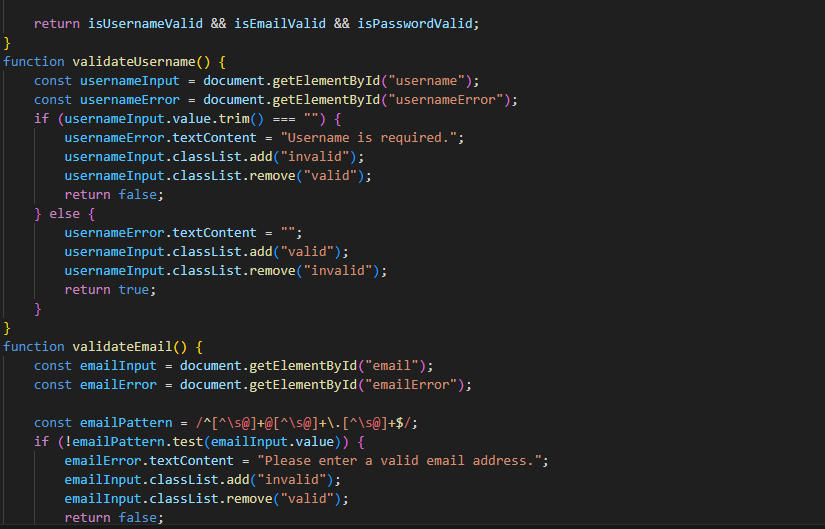 return isUsernameValid && isEmailValid && isPasswordValid;
}
function validateUsername() {
const usernameInput = document.getElementById("username");
const usernameError = document.getElementById("usernameError");
if (usernameInput.value.trim() === "") {
usernameError.textContent = "Username is required.";
usernameInput.classList.add("invalid");
usernameInput.classList.remove("valid");
return false;
} else {
usernameError.textContent = "";
usernameInput.classList.add("valid");
usernameInput.classList.remove("invalid");
return true;
}
}
function validateEmail() {
const emailInput = document.getElementById("email");
const emailError = document.getElementById("emailError");
const emailPattern = /^[^\s@]+@[^\s@]+\.[^\s@]+$/;
if (!emailPattern.test(emailInput.value)) {
emailError.textContent = "Please enter a valid email address.";
emailInput.classList.add("invalid");
emailInput.classList.remove("valid");
return false;